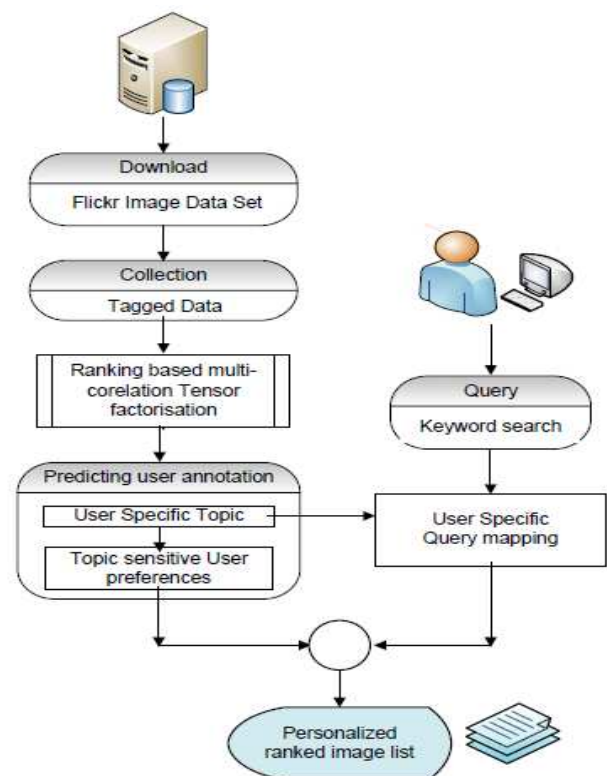 Download
Flickr Image Data Set
Collection
Tagged Data
Ranking based multi-
corelation Tensor
factorisation
Predicting user annotation
User Specific Topic
Topic sensitive User
preferences
Query
Keyword search
User Specific
Query mapping
Personalized
ranked image list